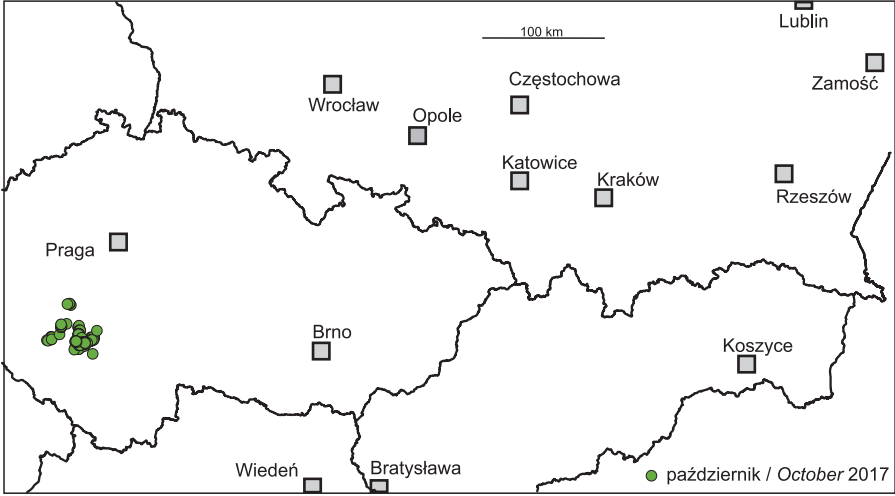 Lublin
100 km
Zamość
Częstochowa
Wrocław
Opole
Katowice
Kraków
Rzeszów
Praga
Brno
Koszyce
Wiedeń
Bratysława
październik / October 2017